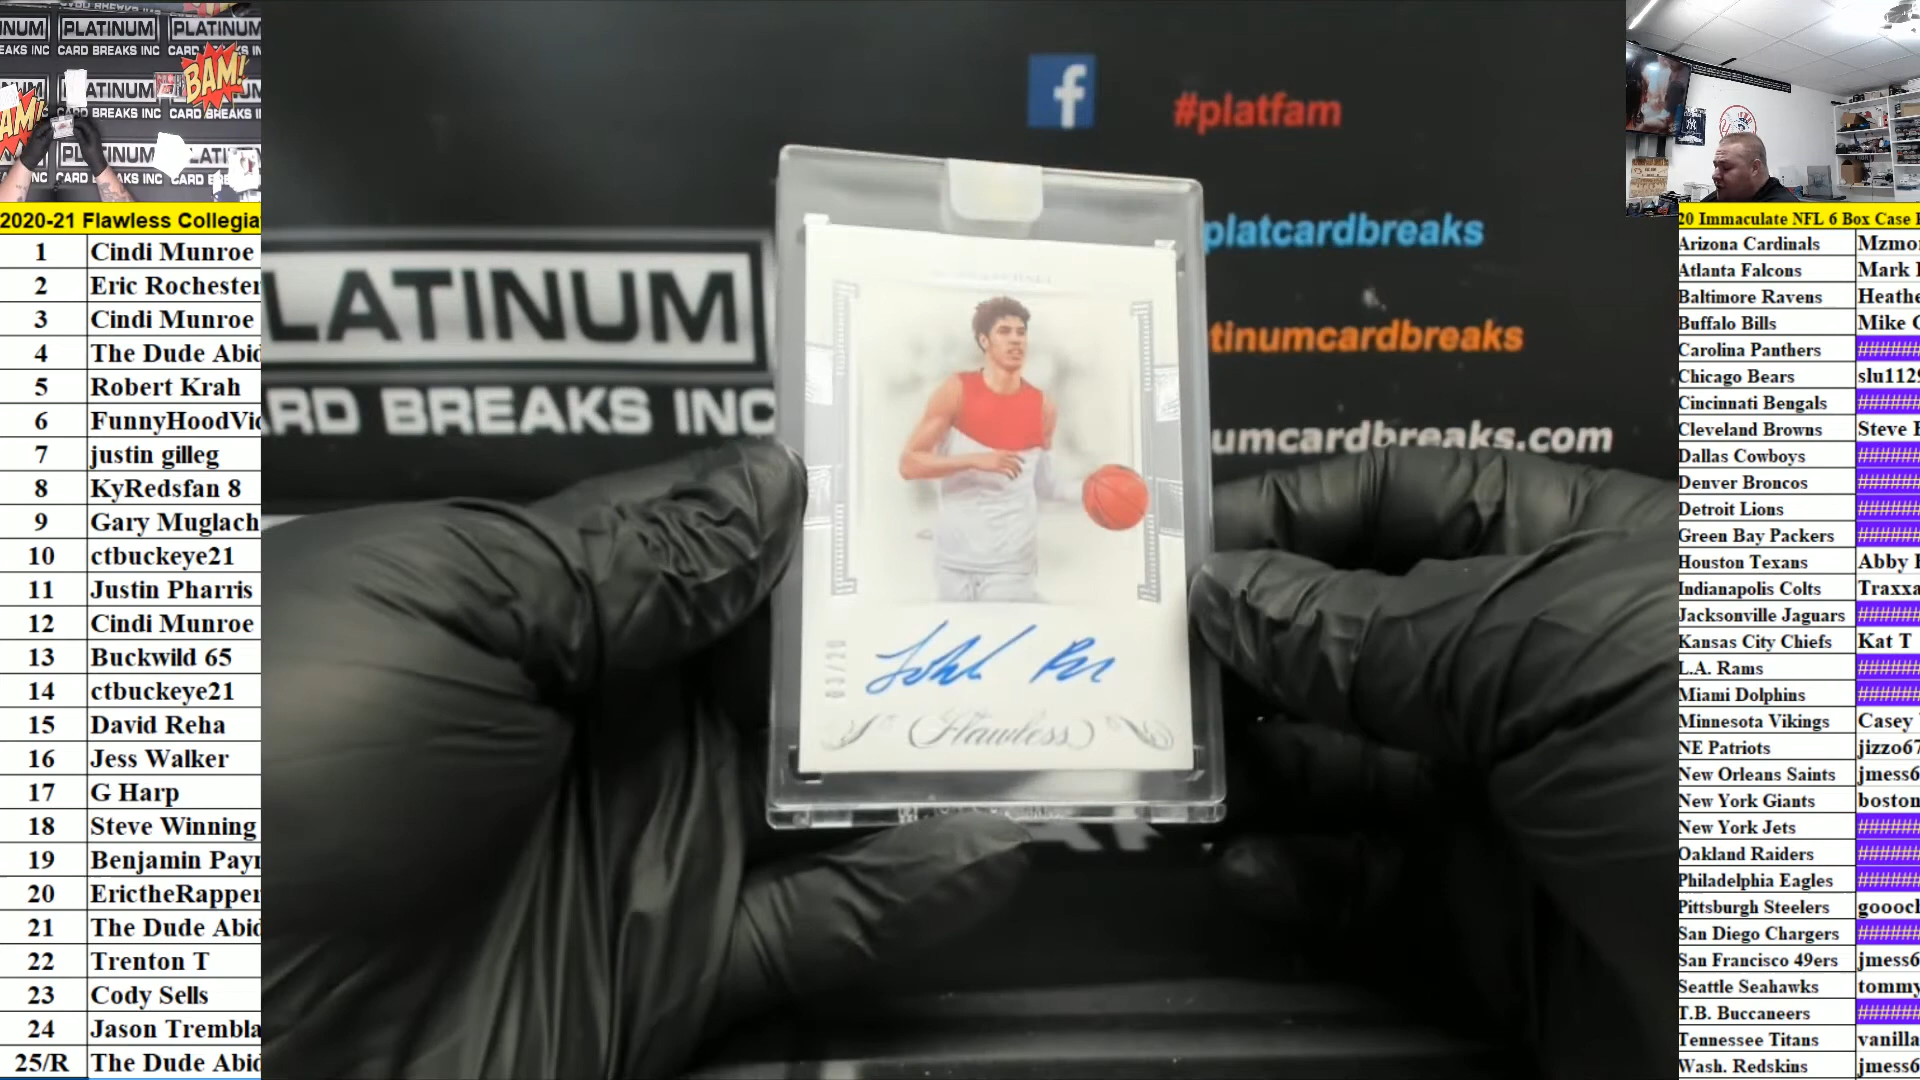 PLATINUM
PLATINUM
CARD BREAKS INC
BAM!
CARD BREAKS INC
PLATINUM
CARD BREAKS INC
2020-21 Flawless Collegia
1 Cindi Munroe
2 Eric Rochester
3 Cindi Munroe
4 The Dude Abid
5 Robert Krah
6 FunnyHoodVid
7 justin gilleg
8 KyRedsfan 8
9 Gary Muglach
10 ctbuckeye21
11 Justin Pharris
12 Cindi Munroe
13 Buckwild 65
14 ctbuckeye21
15 David Reha
16 Jess Walker
17 G Harp
18 Steve Winning
19 Benjamin Payn
20 ErictheRapper
21 The Dude Abid
22 Trenton T
23 Cody Sells
24 Jason Trembla
25/R The Dude Abid
LATINUM
RD BREAKS INC
f
#platfam
platcardbreaks
tinumcardbreaks
umcardbreaks.com
03/20
Flawless
20 Immaculate NFL 6 Box Case
Arizona Cardinals Mzmo
Atlanta Falcons Mark
Baltimore Ravens Heathe
Buffalo Bills Mike
Carolina Panthers ######
Chicago Bears slu1129
Cincinnati Bengals ######
Cleveland Browns Steve
Dallas Cowboys ######
Denver Broncos ######
Detroit Lions ######
Green Bay Packers ######
Houston Texans Abby
Indianapolis Colts Traxxa
Jacksonville Jaguars ######
Kansas City Chiefs Kat T
L.A. Rams ######
Miami Dolphins ######
Minnesota Vikings Casey
NE Patriots jizzo67
New Orleans Saints jmess6
New York Giants boston
New York Jets ######
Oakland Raiders ######
Philadelphia Eagles ######
Pittsburgh Steelers goooch
San Diego Chargers ######
San Francisco 49ers jmess6
Seattle Seahawks tommy
T.B. Buccaneers ######
Tennessee Titans vanilla
Wash. Redskins jmess6